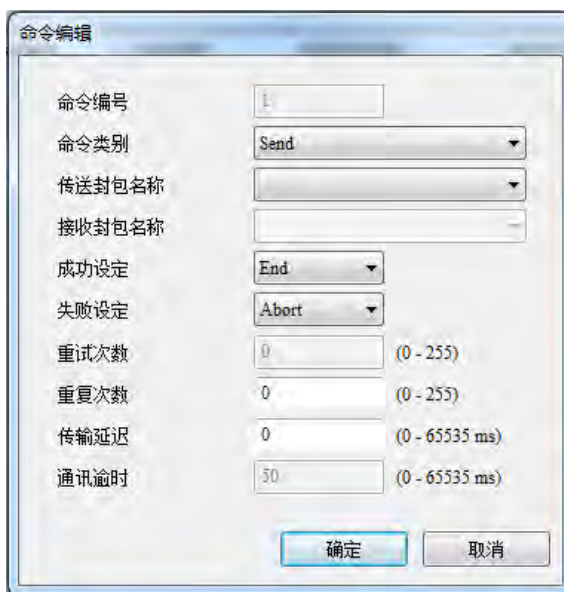 命令编辑
命令编号 1
命令类别 Send
传送封包名称
接收封包名称
成功设定 End
失败设定 Abort
重试次数 0 (0 - 255)
重复次数 0 (0 - 255)
传输延迟 0 (0 - 65535 ms)
通讯逾时 50 (0 - 65535 ms)
确定 取消